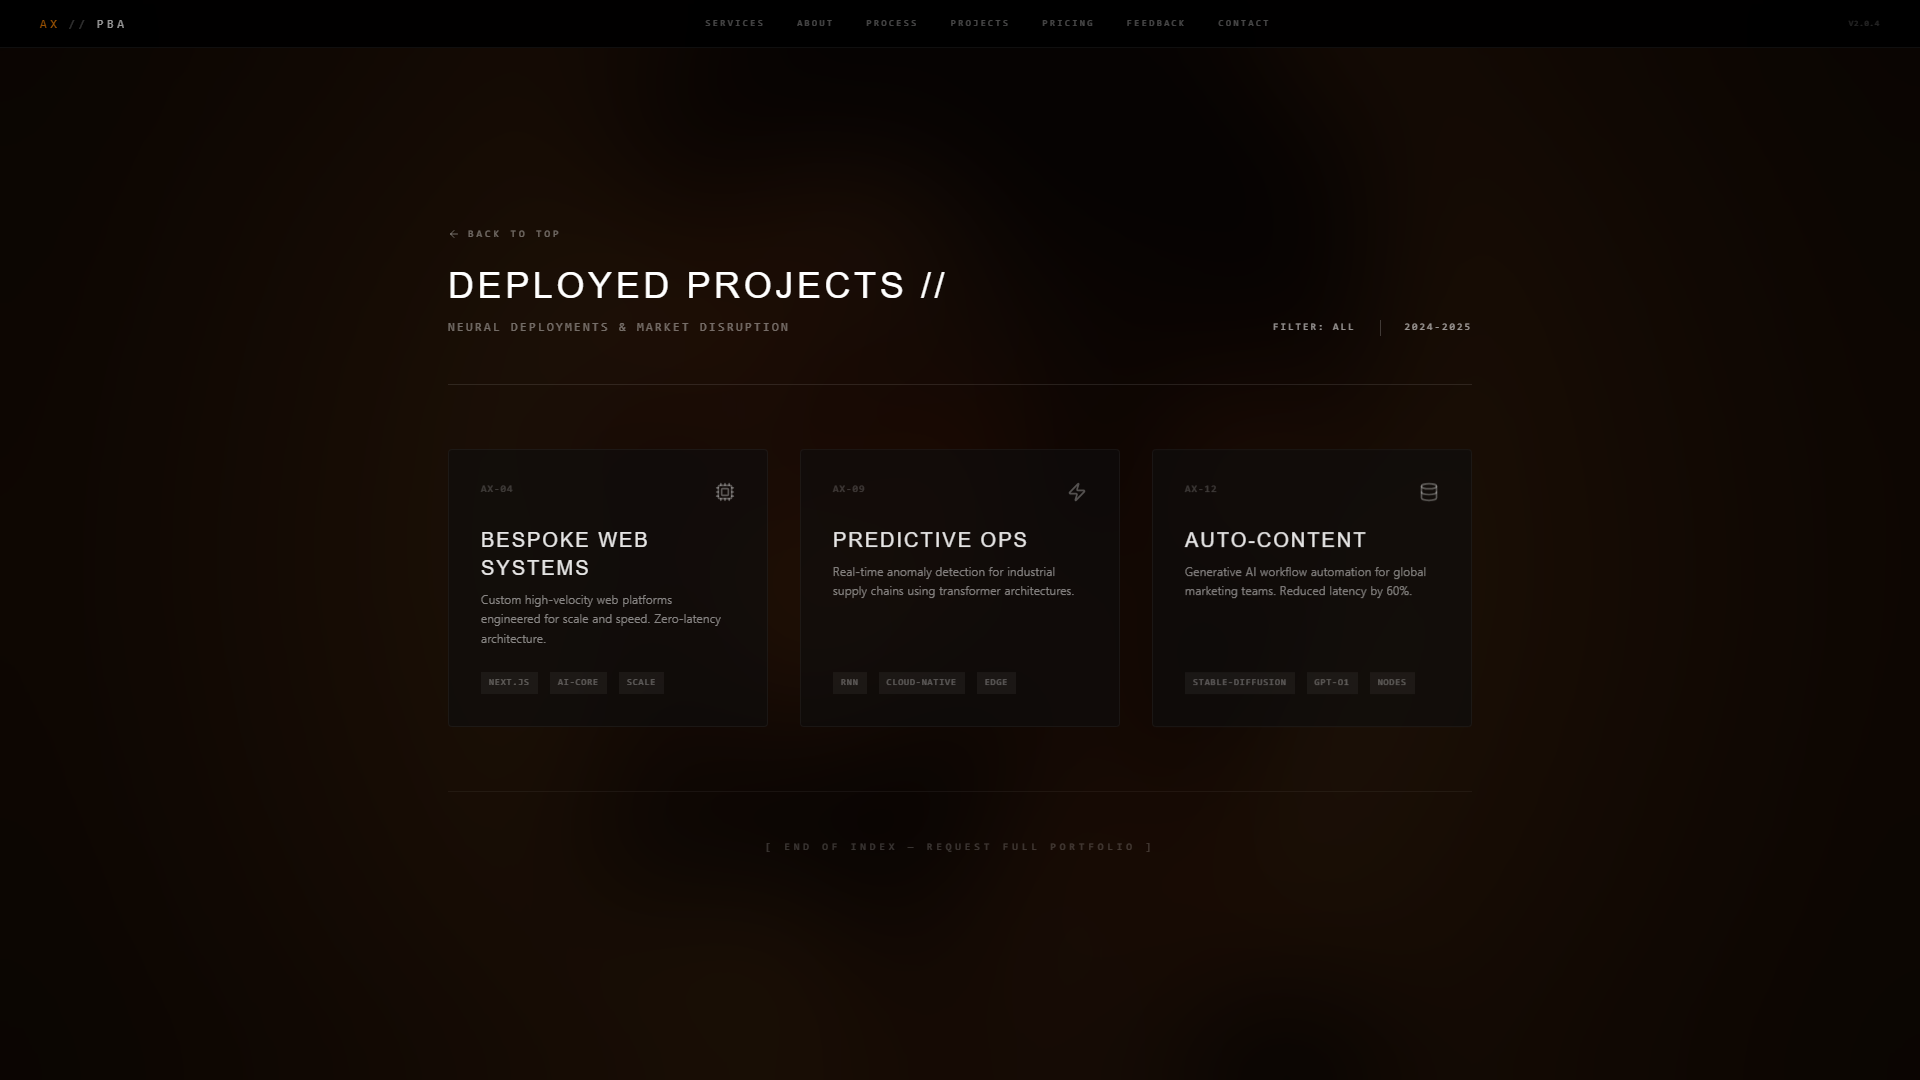 AX // PBA
SERVICES ABOUT PROCESS PROJECTS PRICING FEEDBACK CONTACT
V2.0.4
← BACK TO TOP
DEPLOYED PROJECTS //
NEURAL DEPLOYMENTS & MARKET DISRUPTION
FILTER: ALL
2024-2025
AX-04
BESPOKE WEB
SYSTEMS
Custom high-velocity web platforms
engineered for scale and speed. Zero-latency
architecture.
NEXT.JS AI-CORE SCALE
AX-09
PREDICTIVE OPS
Real-time anomaly detection for industrial
supply chains using transformer architectures.
RNN CLOUD-NATIVE EDGE
AX-12
AUTO-CONTENT
Generative AI workflow automation for global
marketing teams. Reduced latency by 60%.
STABLE-DIFFUSION GPT-O1 NODES
[ END OF INDEX — REQUEST FULL PORTFOLIO ]